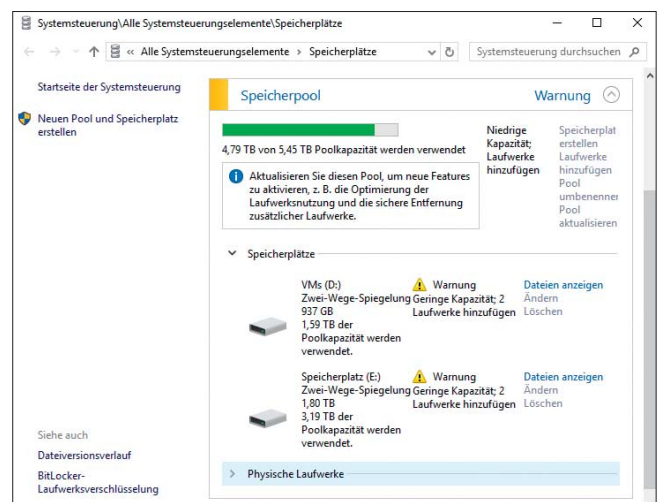 Systemsteuerung\Alle Systemsteuerungselemente\Speicherplätze
« Alle Systemsteuerungselemente › Speicherplätze
Systemsteuerung durchsuchen
Startseite der Systemsteuerung
Neuen Pool und Speicherplatz
erstellen
Speicherpool
Warnung
4,79 TB von 5,45 TB Poolkapazität werden verwendet
Niedrige
Kapazität;
Laufwerke
hinzufügen
Speicherplat
erstellen
Laufwerke
hinzufügen
Pool
umbenennen
Pool
aktualisieren
Aktualisieren Sie diesen Pool, um neue Features
zu aktivieren, z. B. die Optimierung der
Laufwerksnutzung und die sichere Entfernung
zusätzlicher Laufwerke.
Speicherplätze
VMs (D:)
Zwei-Wege-Spiegelung
937 GB
1,59 TB der
Poolkapazität werden
verwendet.
Warnung
Geringe Kapazität; 2
Laufwerke hinzufügen
Dateien anzeigen
Ändern
Löschen
Speicherplatz (E:)
Zwei-Wege-Spiegelung
1,80 TB
3,19 TB der
Poolkapazität werden
verwendet.
Warnung
Geringe Kapazität; 2
Laufwerke hinzufügen
Dateien anzeigen
Ändern
Löschen
Physische Laufwerke
Siehe auch
Dateiversionsverlauf
BitLocker-
Laufwerksverschlüsselung